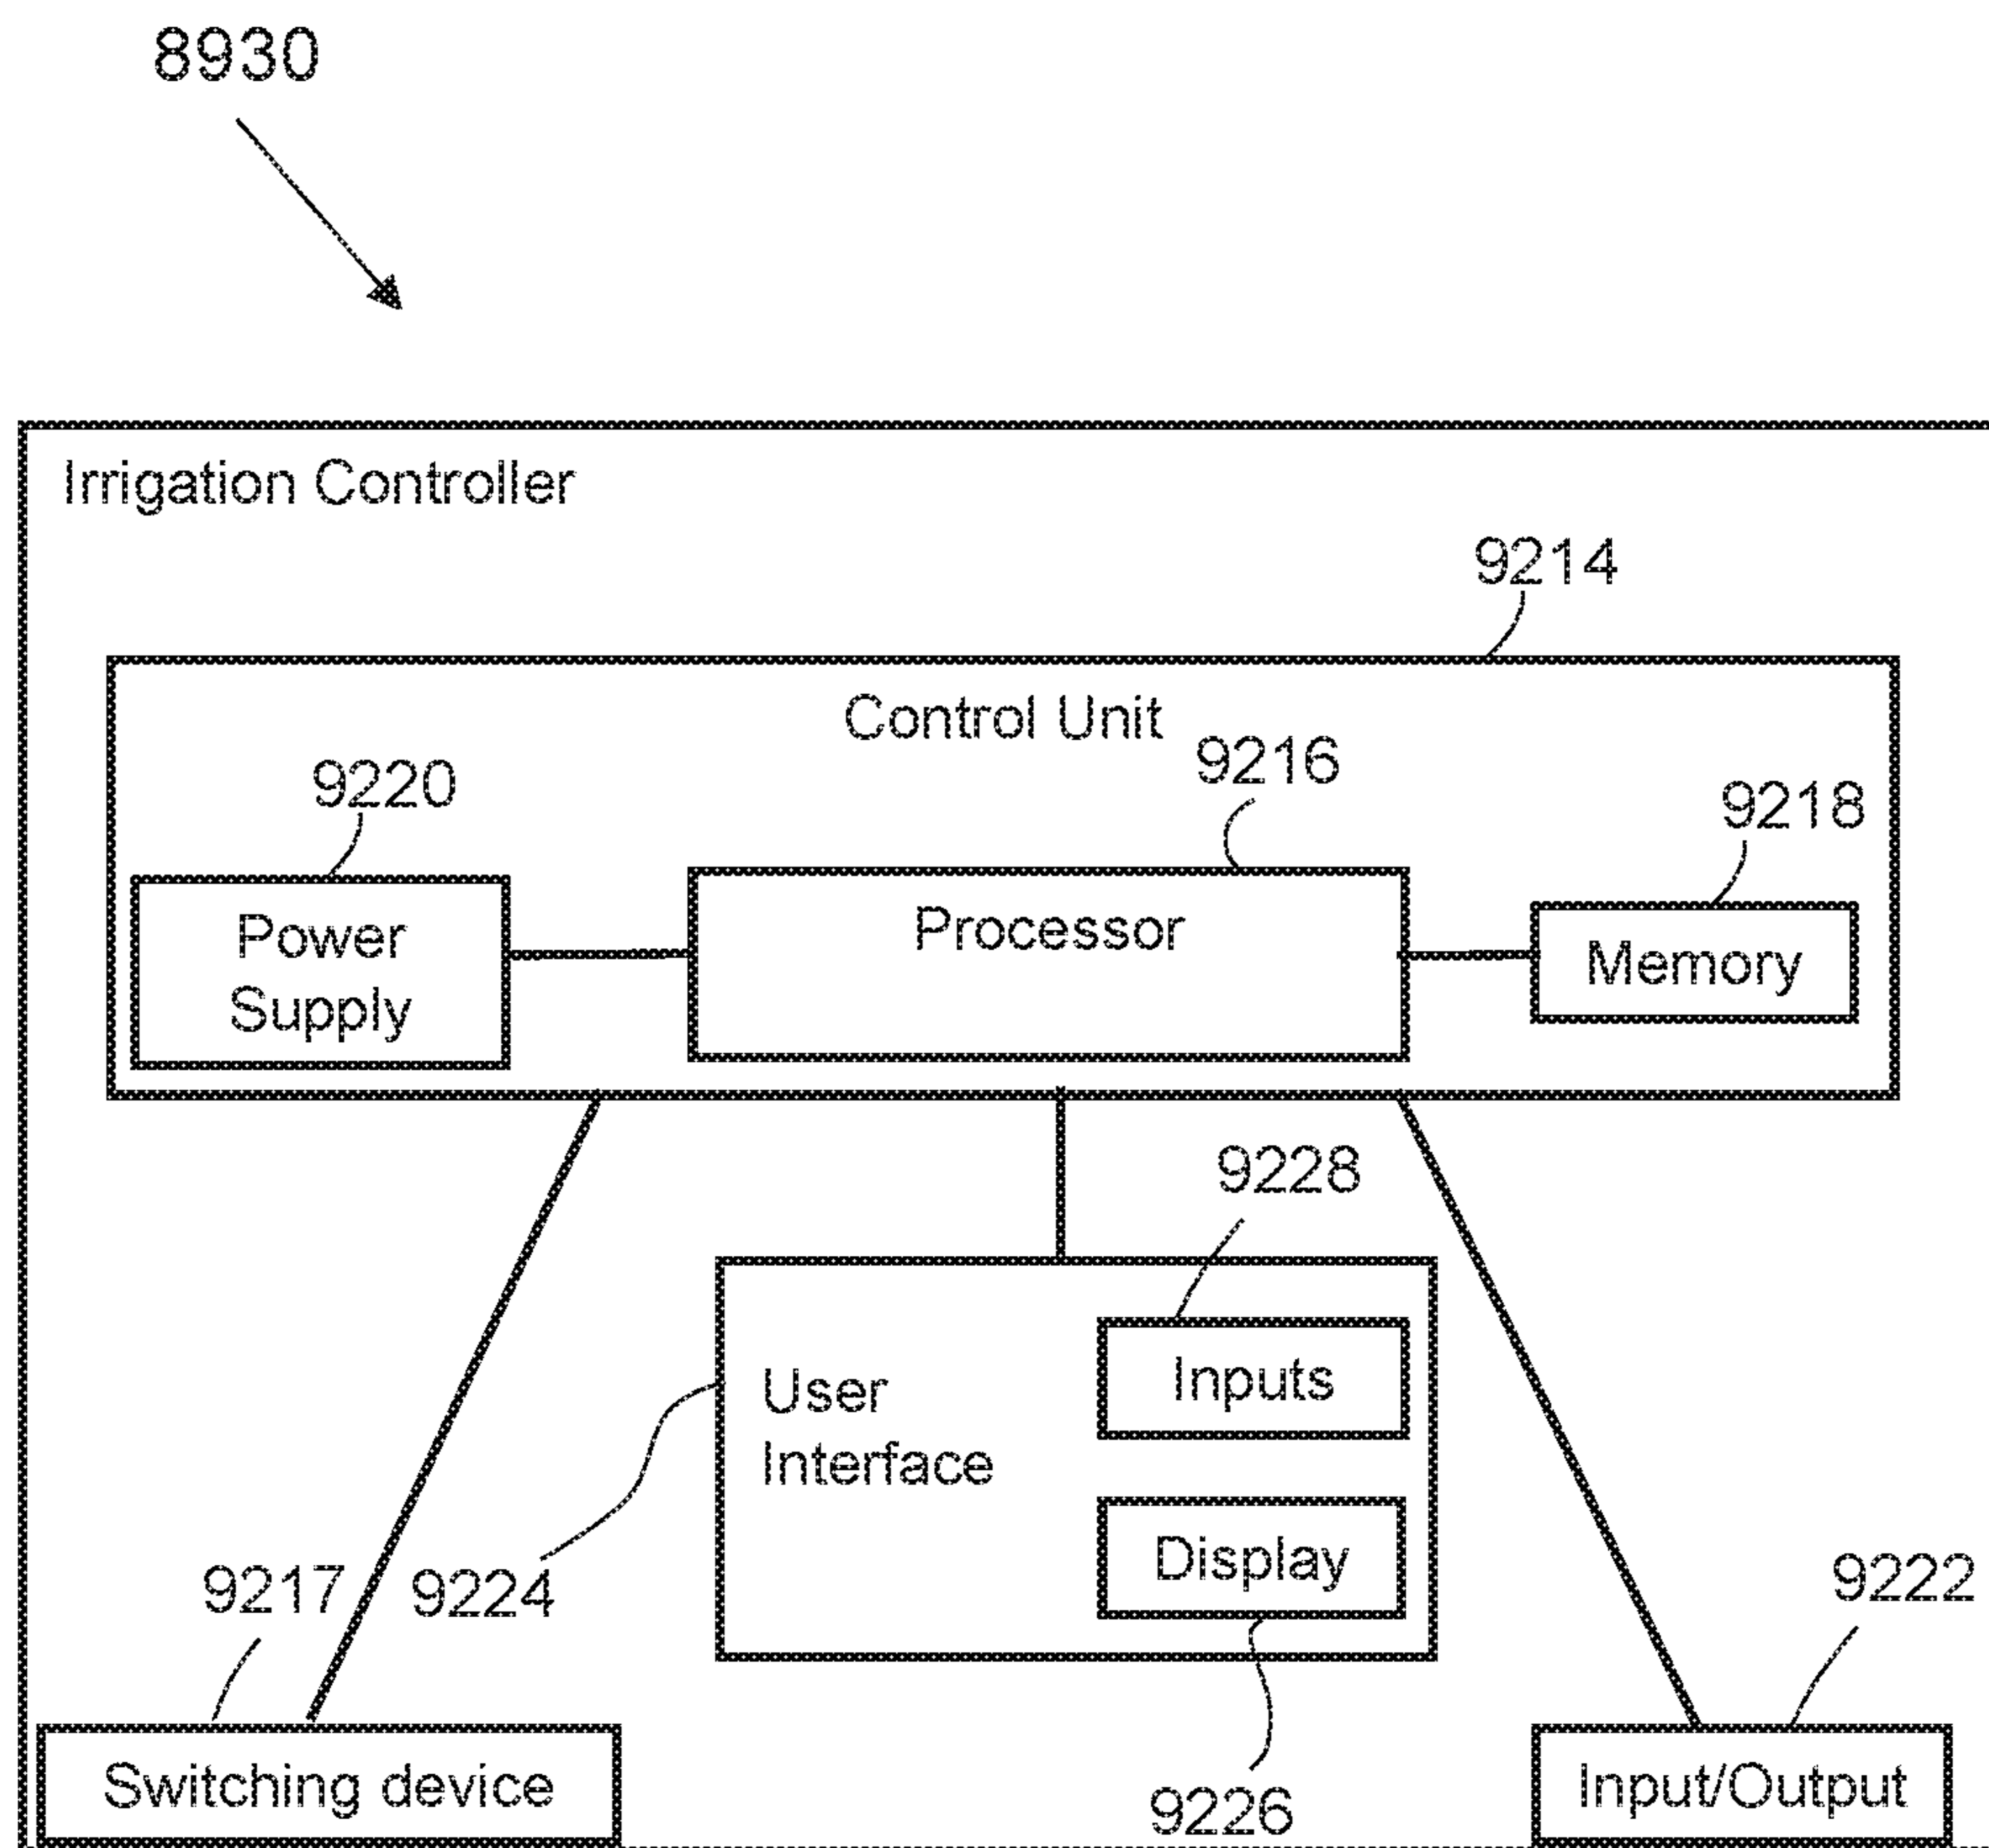 8930
Irrigation Controller
9214
Control Unit
9220
9216
9218
Power
Supply
Processor
Memory
9228
User
Interface
Inputs
Display
9217
9224
9222
Switching device
9226
Input/Output